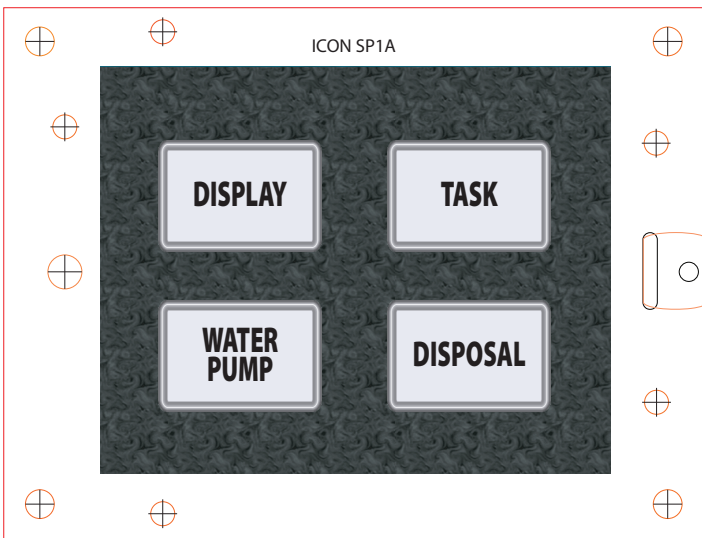 ICON SP1A
DISPLAY
TASK
WATER
PUMP
DISPOSAL